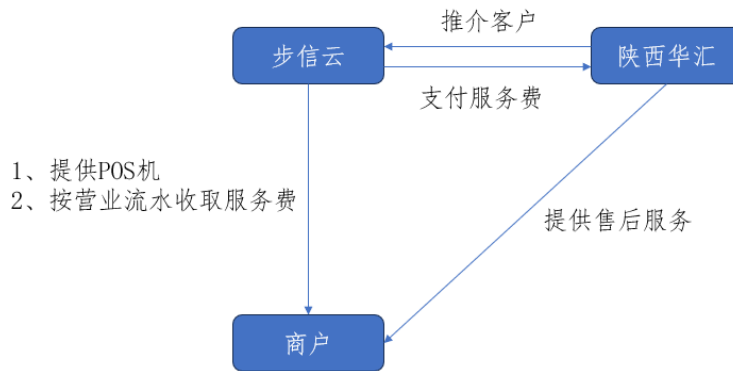 推介客户
步信云
陕西华汇
支付服务费
1、提供POS机
2、按营业流水收取服务费
提供售后服务
商户